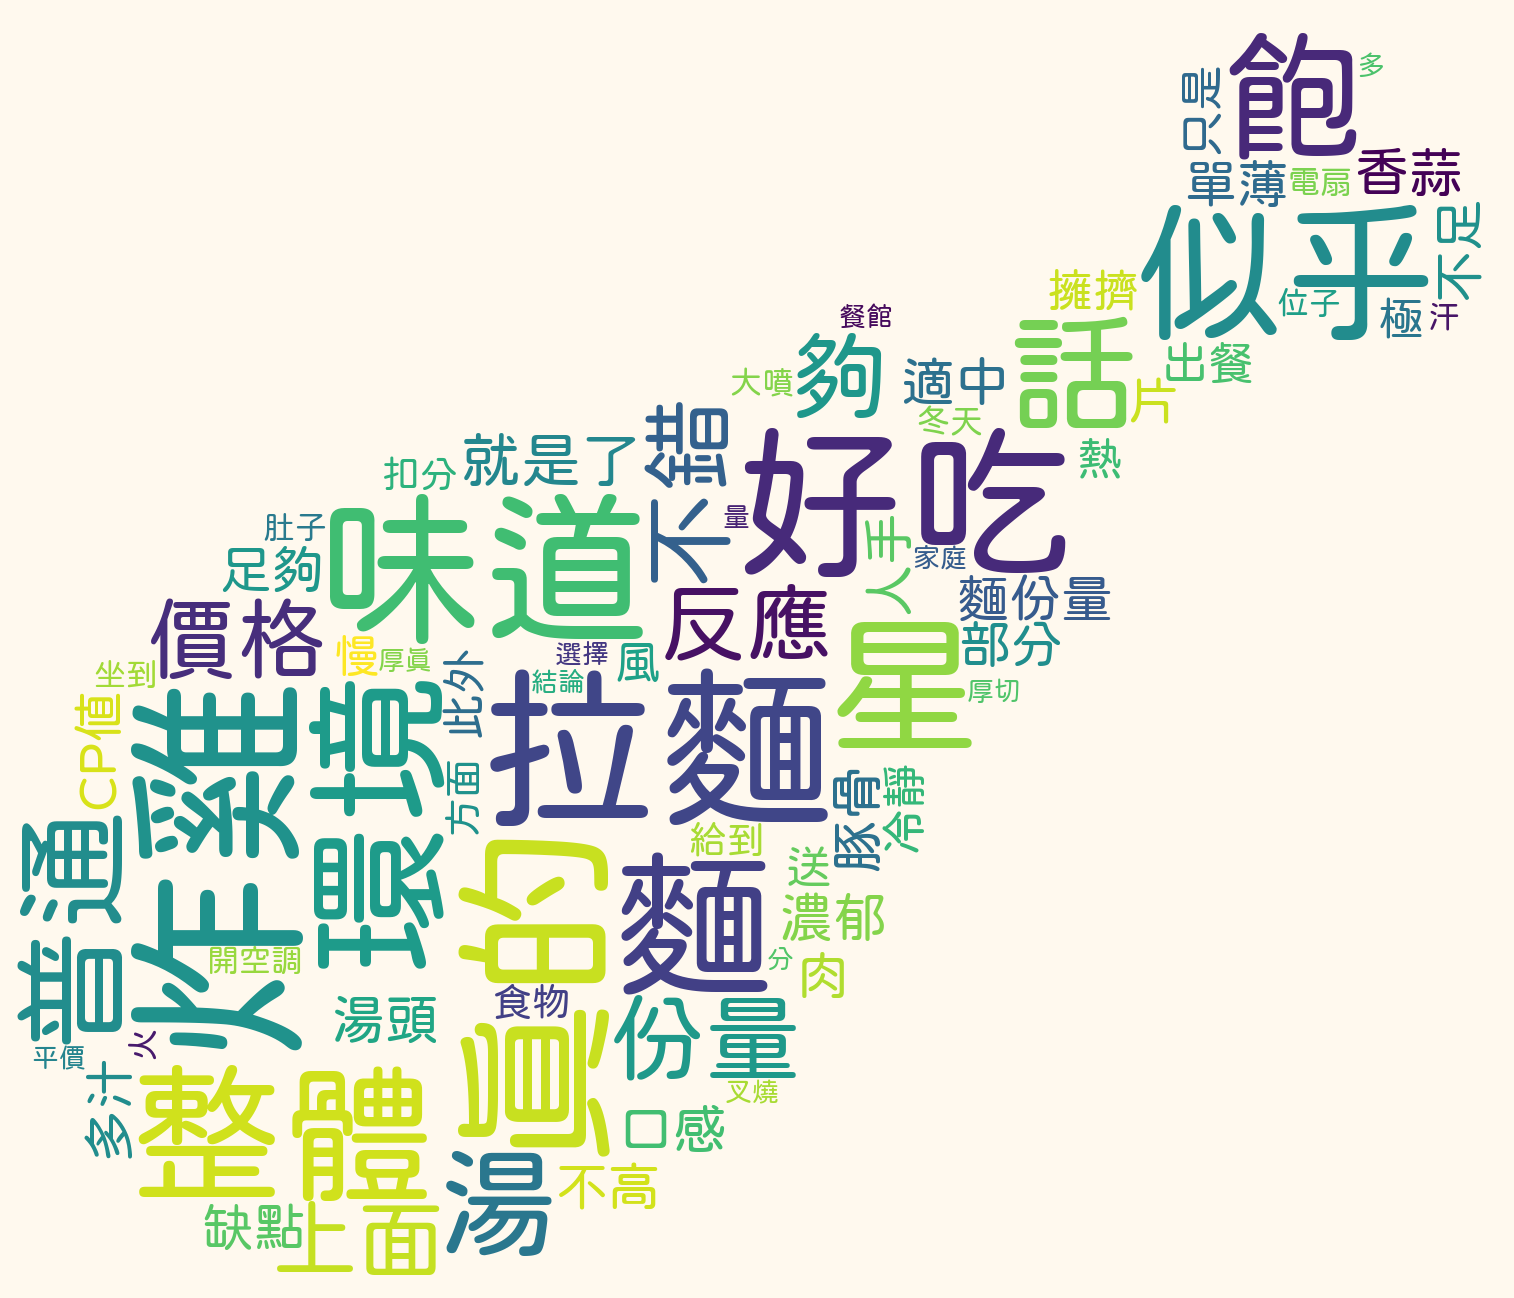 飽
多
只是
單薄
電扇
香蒜
似乎
不足
擁擠
位子
極
汗
餐館
夠
大噴
適中
話
出餐
片
冬天
不錯
就是了
扣分
好吃
熱
味道
量
人手
家庭
肚子
足夠
麵份量
反應
價格
慢
厚眞
選擇
風
星
部分
坐到
此外
結論
拉麵
厚切
CP值
炸雞
環境
方面
豚骨
冷靜
普通
給到
的
麵
送
濃郁
分
肉
開空調
湯頭
食物
眞
份量
火
平價
多汁
叉燒
整體
口感
湯
不高
缺點
上面